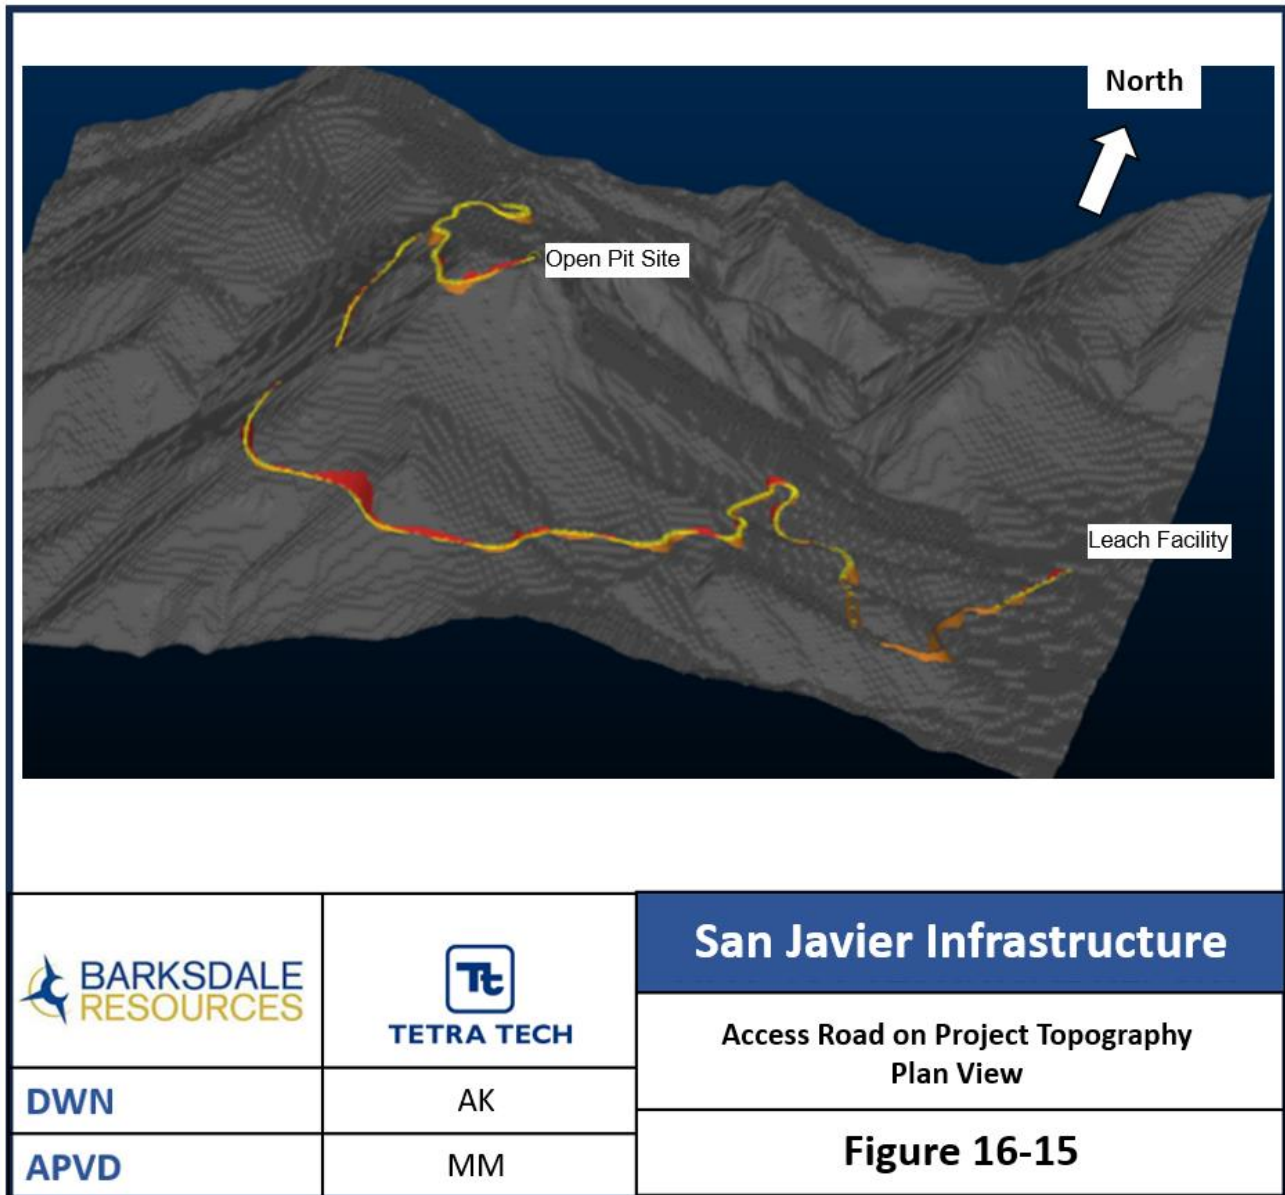 North
Open Pit Site
Leach Facility
BARKSDALE
RESOURCES
Tt
TETRA TECH
San Javier Infrastructure
Access Road on Project Topography
Plan View
DWN
AK
APVD
MM
Figure 16-15